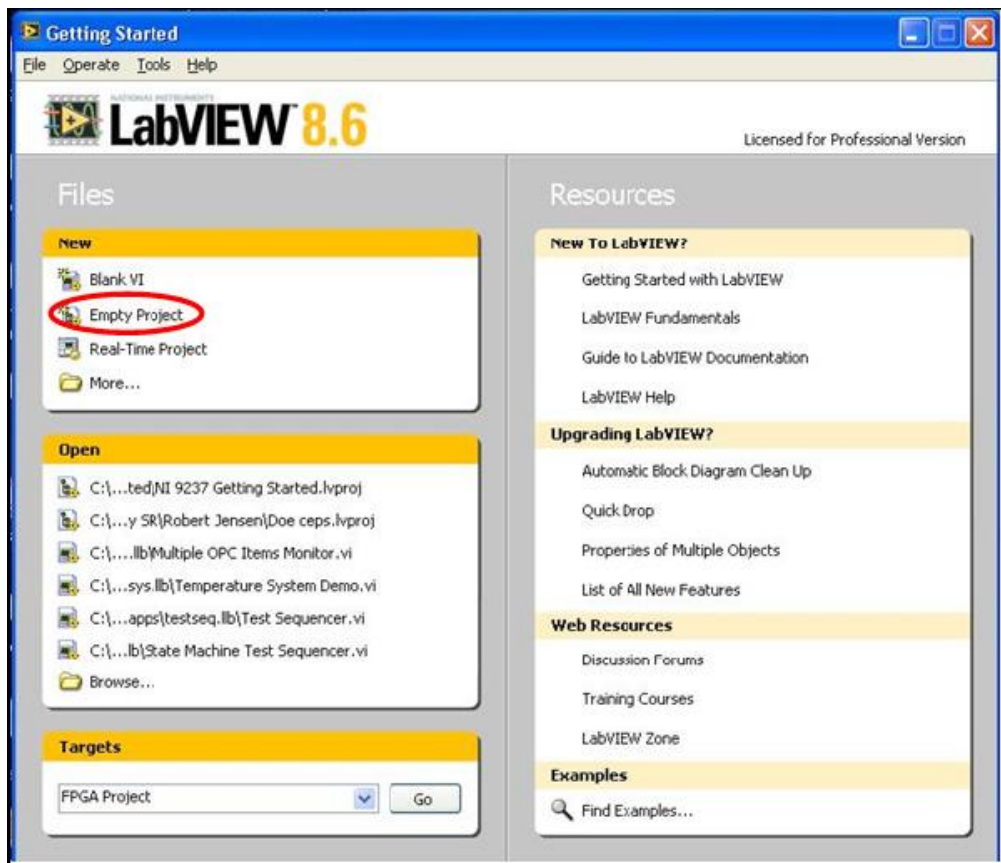 Getting Started
File Operate Tools Help
NATIONAL INSTRUMENTS
LabVIEW™ 8.6
Licensed for Professional Version
Files
New
Blank VI
Empty Project
Real-Time Project
More...
Open
C:\...ted\NI 9237 Getting Started.lvproj
C:\...y SR\Robert Jensen\Doe ceps.lvproj
C:\....llb\Multiple OPC Items Monitor.vi
C:\...sys.llb\Temperature System Demo.vi
C:\...apps\testseq.llb\Test Sequencer.vi
C:\...lb\State Machine Test Sequencer.vi
Browse...
Targets
FPGA Project
Go
Resources
New To LabVIEW?
Getting Started with LabVIEW
LabVIEW Fundamentals
Guide to LabVIEW Documentation
LabVIEW Help
Upgrading LabVIEW?
Automatic Block Diagram Clean Up
Quick Drop
Properties of Multiple Objects
List of All New Features
Web Resources
Discussion Forums
Training Courses
LabVIEW Zone
Examples
Find Examples...